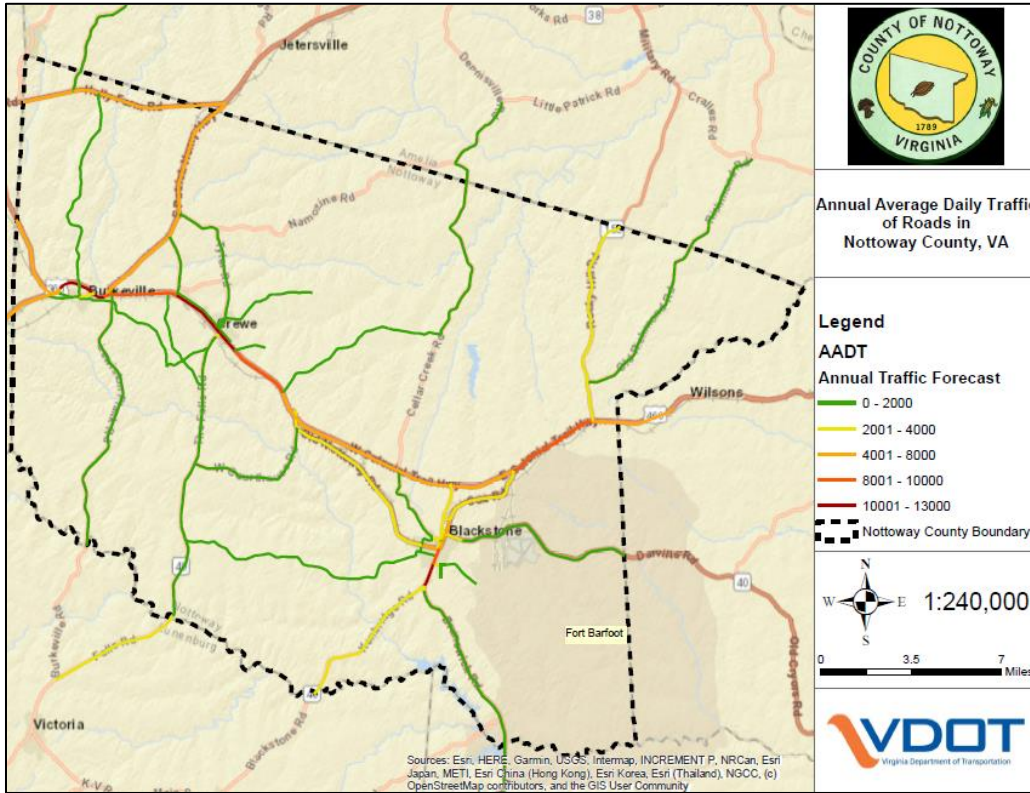 Jetersville
38
Military Rd
Dennisville
Little Patrick Rd
Cralles Rd
Amelia
Nottoway
Namozine Rd
Burkeville
Crewe
Cellar Creek Rd
Wilsons
460
Blackstone
Darvills Rd
40
40
40
Fort Barfoot
Nottoway
Lunenburg
Falls Rd
Burkeville Rd
Victoria
Blackstone Rd
K-V Rd
Old Cryors Rd
Sources: Esri, HERE, Garmin, USGS, Intermap, INCREMENT P, NRCan, Esri
Japan, METI, Esri China (Hong Kong), Esri Korea, Esri (Thailand), NGCC, (c)
OpenStreetMap contributors, and the GIS User Community
COUNTY OF NOTTOWAY
1789
VIRGINIA
Annual Average Daily Traffic
of Roads in
Nottoway County, VA
Legend
AADT
Annual Traffic Forecast
0 - 2000
2001 - 4000
4001 - 8000
8001 - 10000
10001 - 13000
Nottoway County Boundary
N
W E
S
1:240,000
0 3.5 7
Miles
VDOT
Virginia Department of Transportation